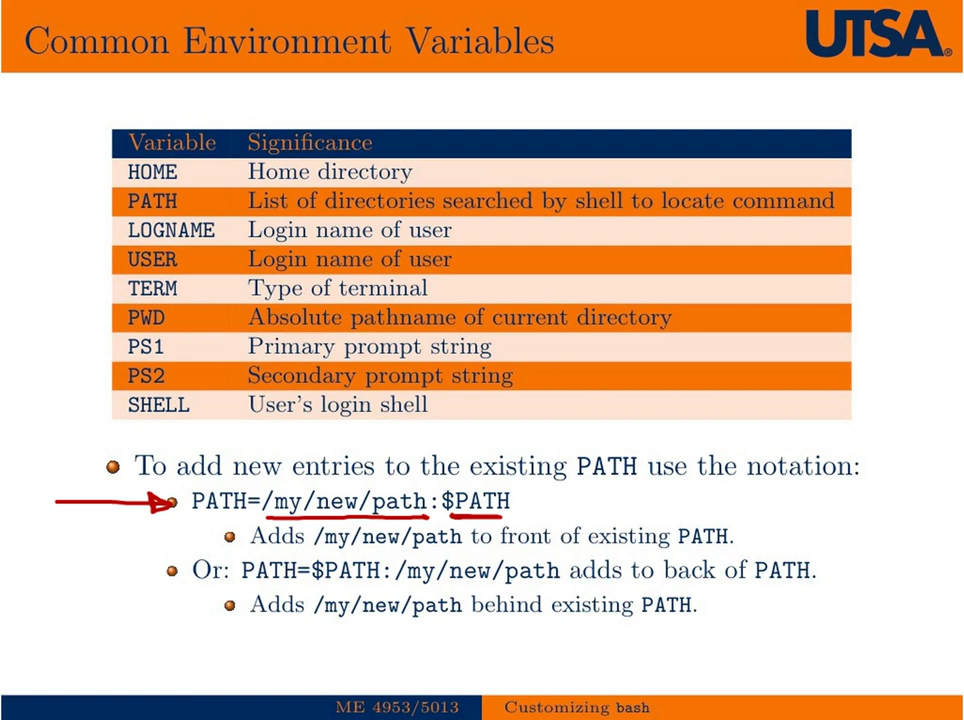 Common Environment Variables
UTSA®
Variable Significance
HOME Home directory
PATH List of directories searched by shell to locate command
LOGNAME Login name of user
USER Login name of user
TERM Type of terminal
PWD Absolute pathname of current directory
PS1 Primary prompt string
PS2 Secondary prompt string
SHELL User's login shell
To add new entries to the existing PATH use the notation:
PATH=/my/new/path:$PATH
Adds /my/new/path to front of existing PATH.
Or: PATH=$PATH:/my/new/path adds to back of PATH.
Adds /my/new/path behind existing PATH.
ME 4953/5013 Customizing bash